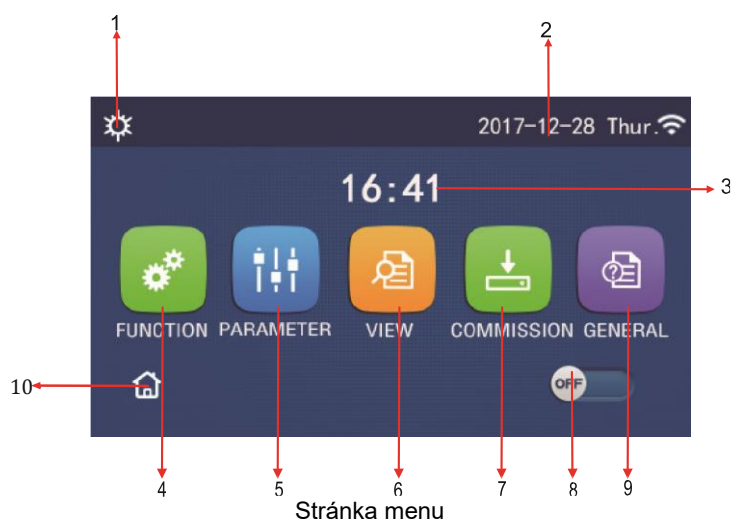 1
2
2017-12-28 Thur.
16:41
3
FUNCTION PARAMETER VIEW COMMISSION GENERAL
10
OFF
4 5 6 7 8 9
Stránka menu